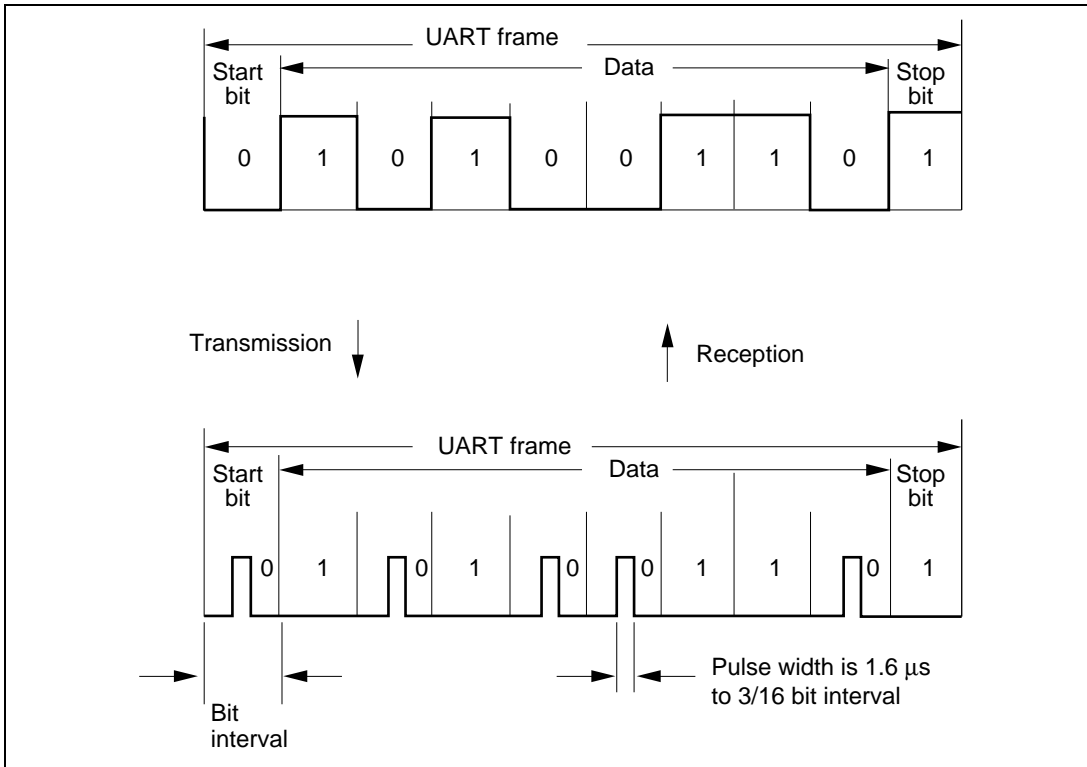 UART frame
Start
bit
Data
Stop
bit
0 1 0 1 0 0 1 1 0 1
Transmission
Reception
UART frame
Start
bit
Data
Stop
bit
0 1 0 1 0 0 1 1 0 1
Bit
interval
Pulse width is 1.6 μs
to 3/16 bit interval